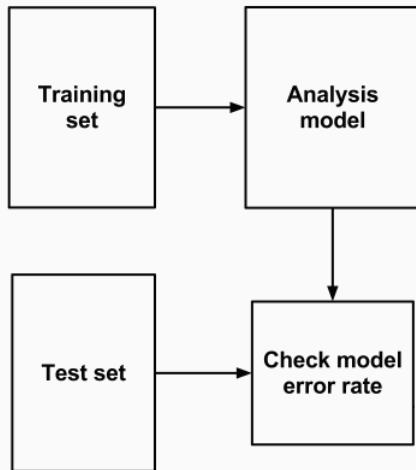 Training
set
Analysis
model
Test set
Check model
error rate